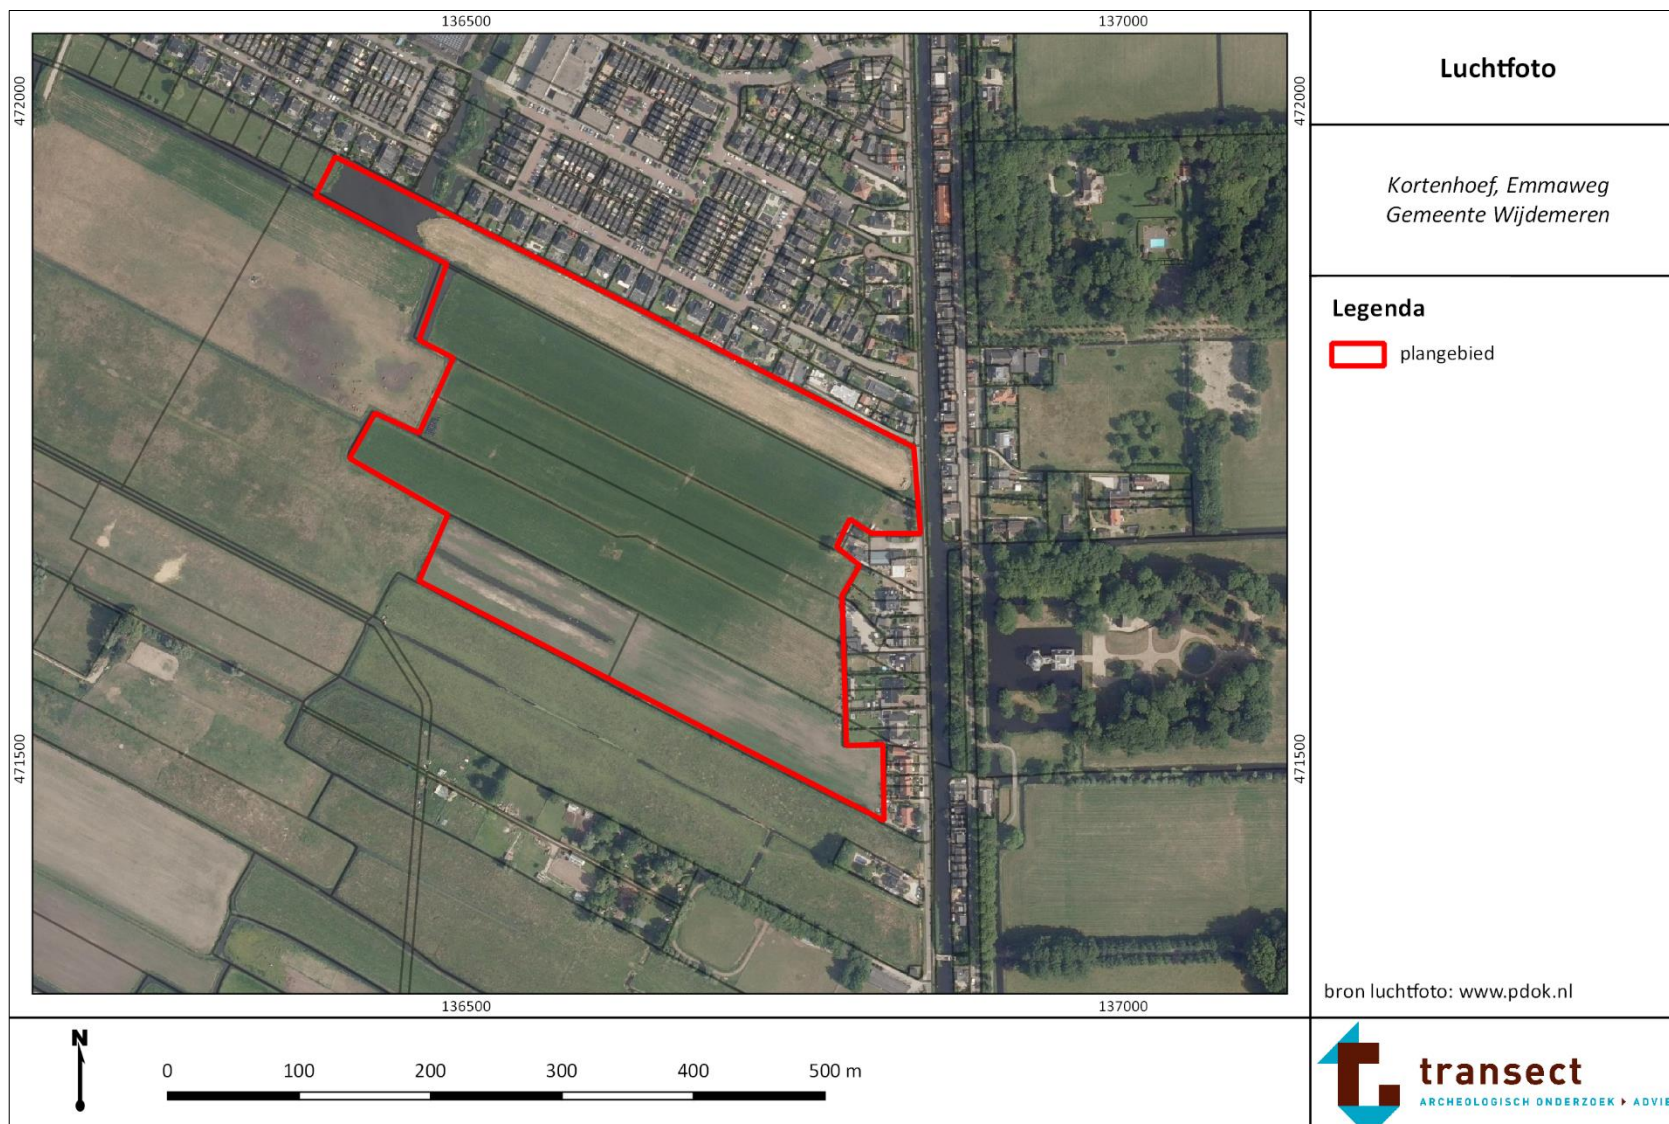 136500
137000
472000
472000
Luchtfoto
Kortenhoef, Emmaweg
Gemeente Wijdemeren
Legenda
plangebied
471500
471500
bron luchtfoto: www.pdok.nl
136500
137000
N
0 100 200 300 400 500 m
transect
ARCHEOLOGISCH ONDERZOEK ADVIE